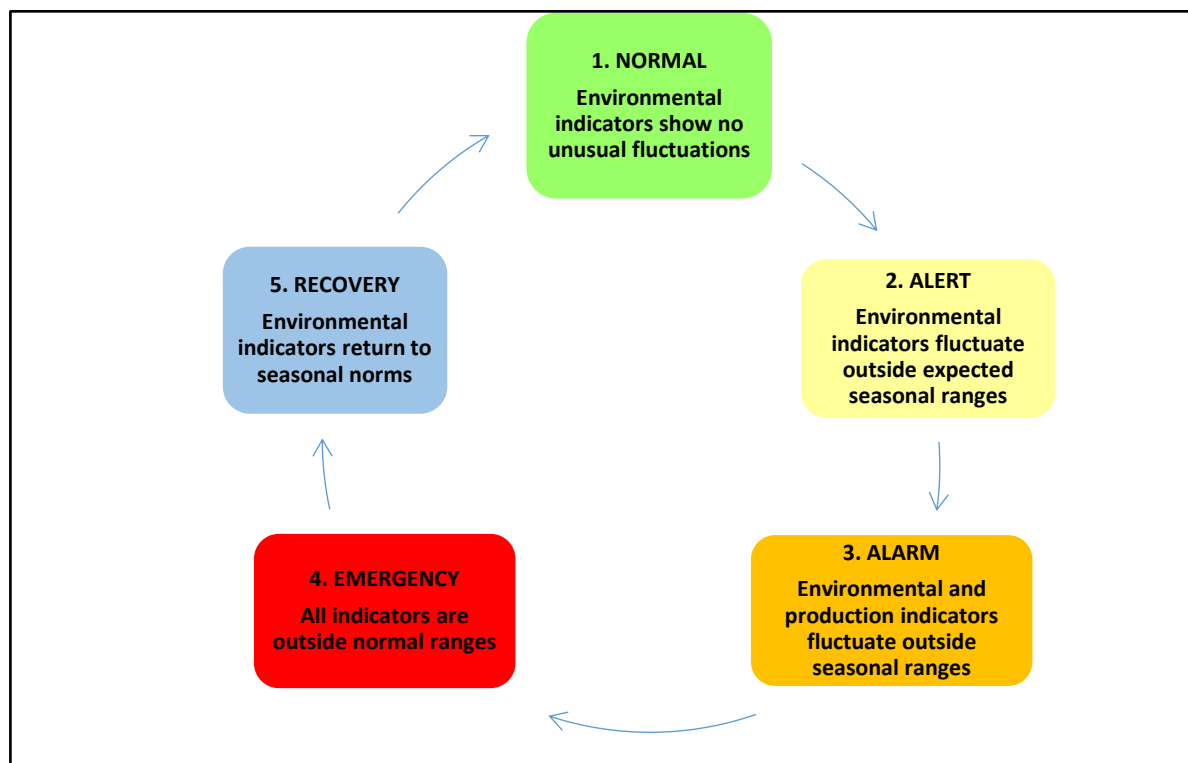 1. NORMAL
Environmental
indicators show no
unusual fluctuations
2. ALERT
Environmental
indicators fluctuate
outside expected
seasonal ranges
3. ALARM
Environmental and
production indicators
fluctuate outside
seasonal ranges
4. EMERGENCY
All indicators are
outside normal ranges
5. RECOVERY
Environmental
indicators return to
seasonal norms